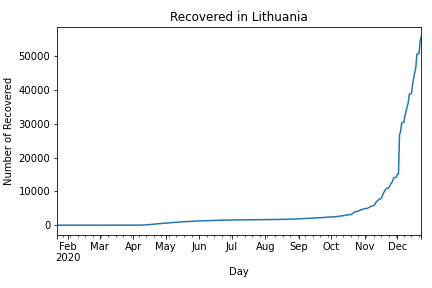 Recovered in Lithuania
Number of Recovered
50000
40000
30000
20000
10000
0
Feb Mar Apr May Jun Jul Aug Sep Oct Nov Dec
2020
Day